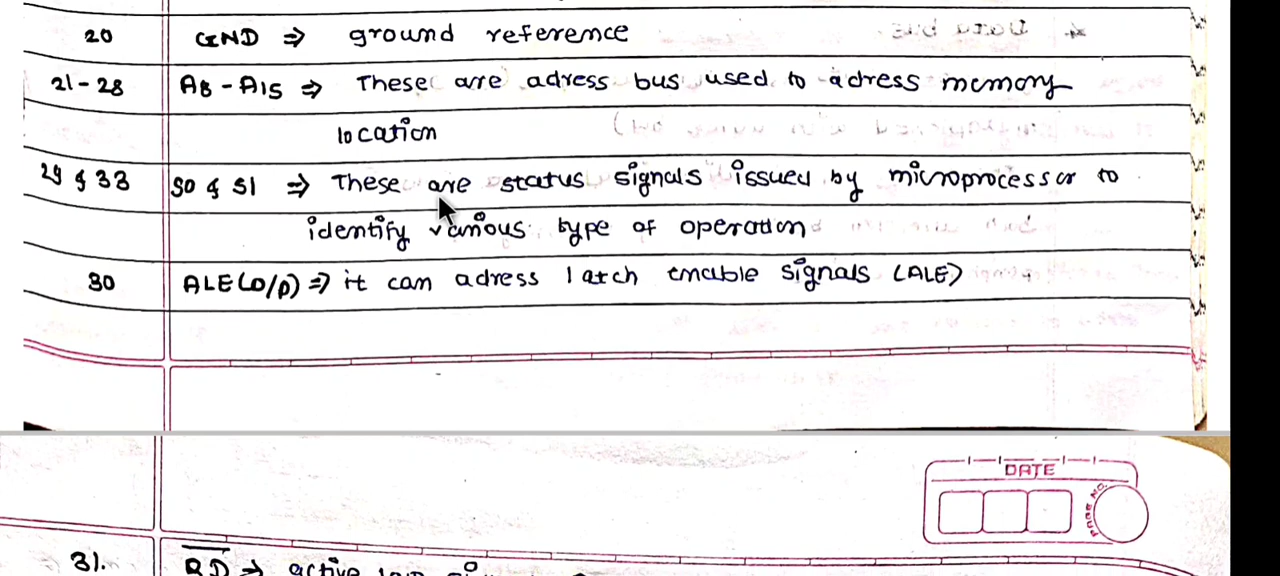 20 GND ⇒ ground reference
21-28 A8 - A15 ⇒ These are adress bus used to adress memory
location
29 & 33 S0 & S1 ⇒ These are status signals issued by microprocessor to
identify various type of operation
30 ALE(O/P) ⇒ it can adress latch enable signals (ALE)
DATE
PAGE NO.
31. R̅D̅ ⇒ active